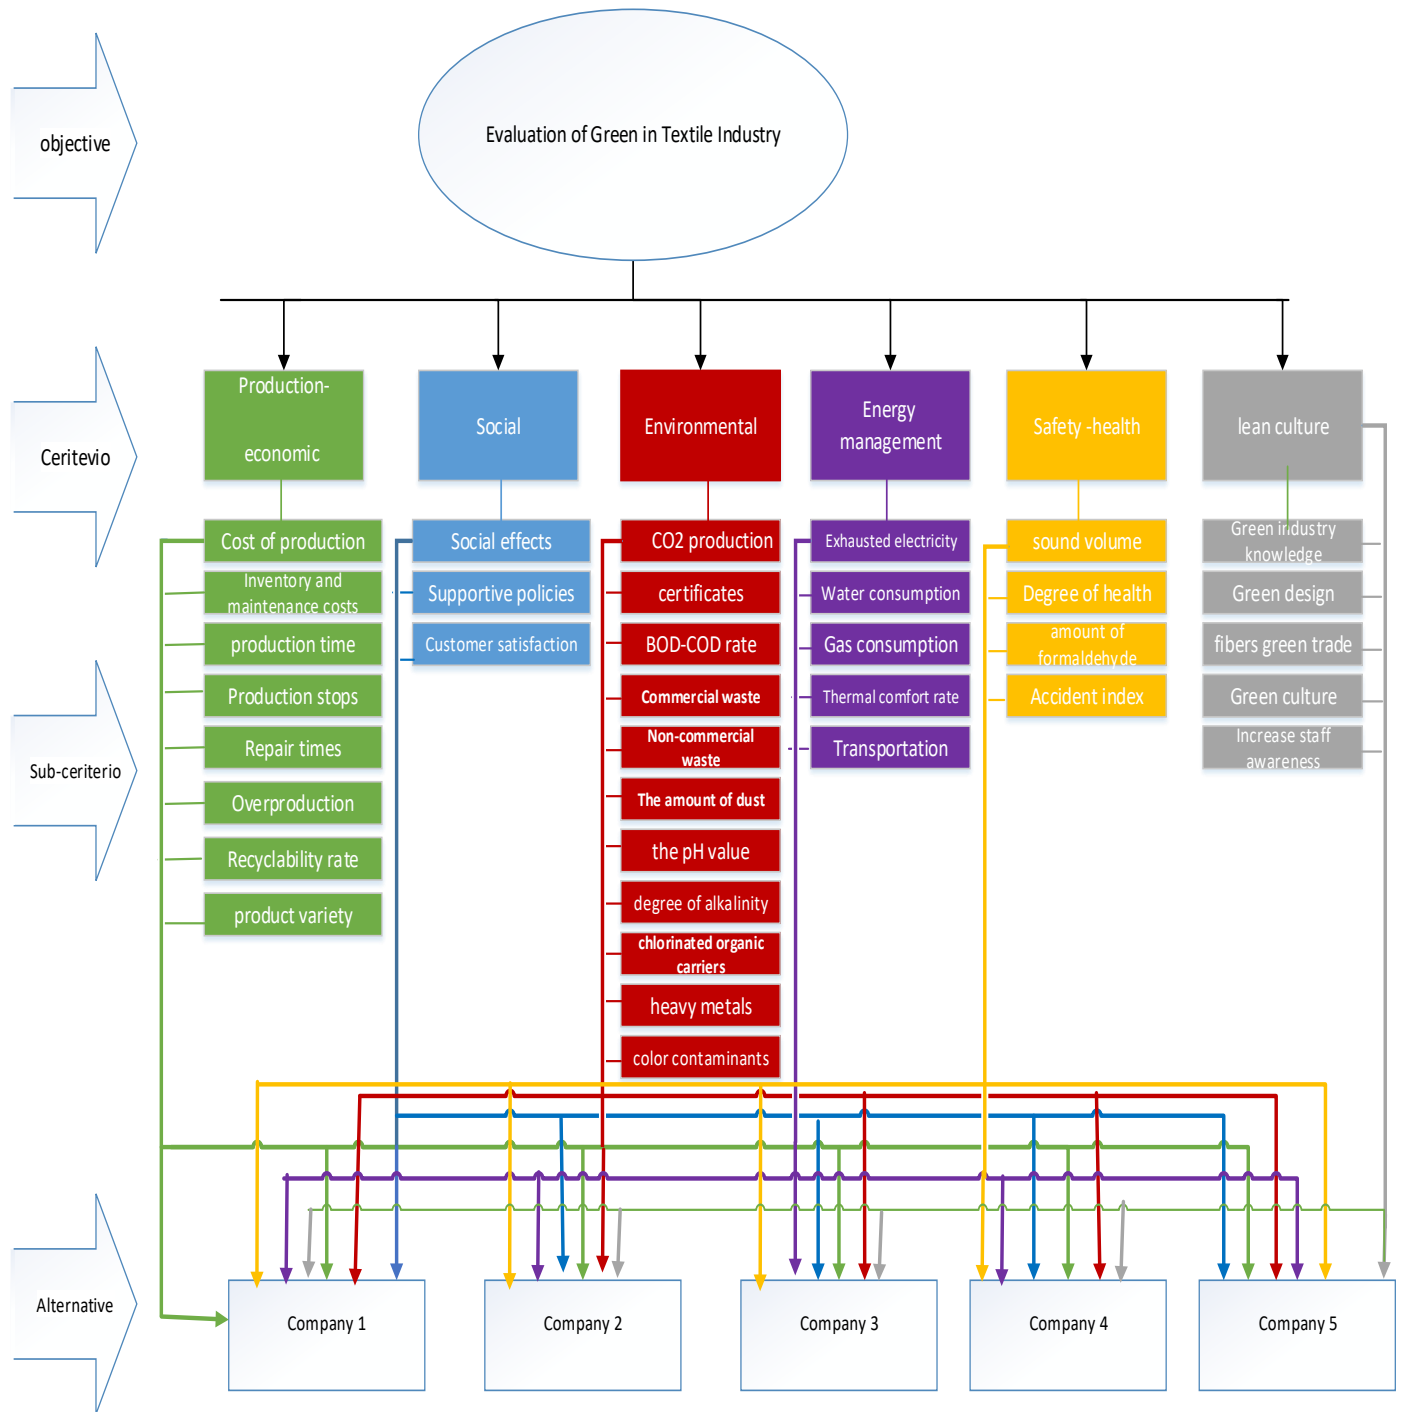 objective
Evaluation of Green in Textile Industry
Ceritevio
Production-
economic
Social
Environmental
Energy
management
Safety -health
lean culture
Sub-ceriterio
Cost of production
Inventory and
maintenance costs
production time
Production stops
Repair times
Overproduction
Recyclability rate
product variety
Social effects
Supportive policies
Customer satisfaction
CO2 production
certificates
BOD-COD rate
Commercial waste
Non-commercial
waste
The amount of dust
the pH value
degree of alkalinity
chlorinated organic
carriers
heavy metals
color contaminants
Exhausted electricity
Water consumption
Gas consumption
Thermal comfort rate
Transportation
sound volume
Degree of health
amount of
formaldehyde
Accident index
Green industry
knowledge
Green design
fibers green trade
Green culture
Increase staff
awareness
Alternative
Company 1
Company 2
Company 3
Company 4
Company 5